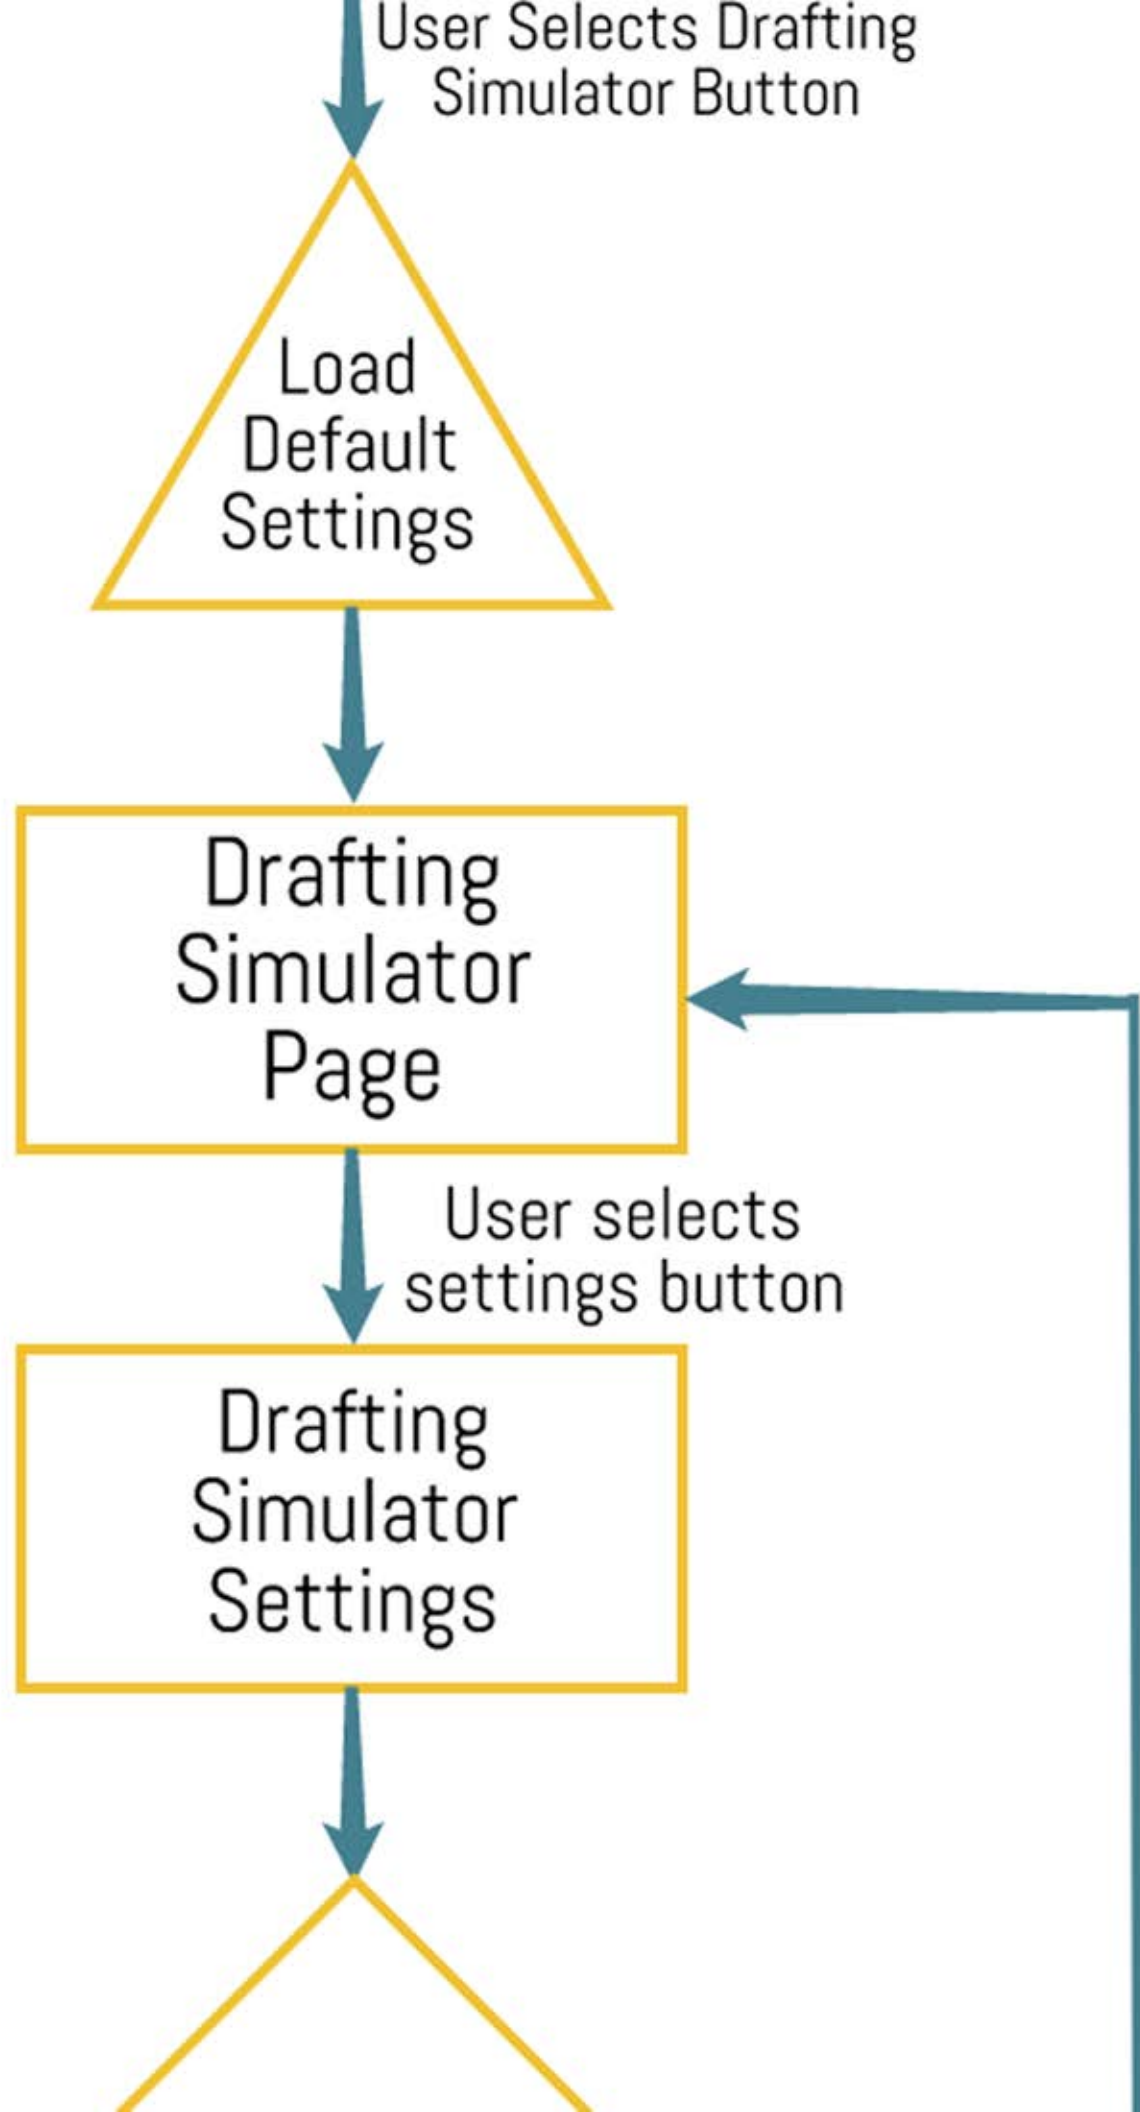 User Selects Drafting
Simulator Button
Load
Default
Settings
Drafting
Simulator
Page
User selects
settings button
Drafting
Simulator
Settings